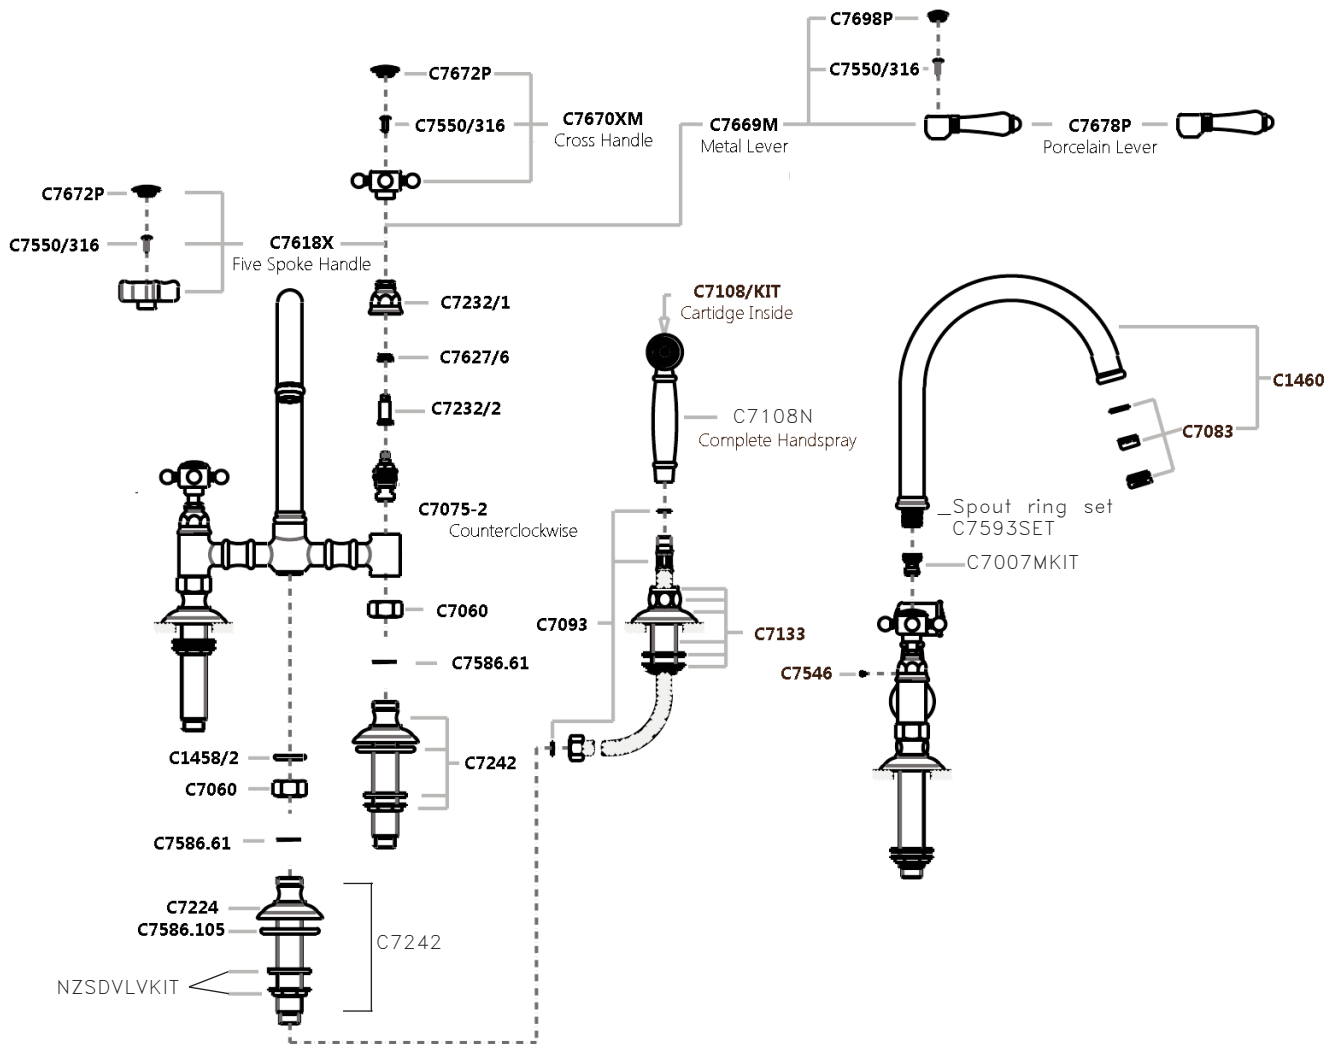 C7698P
C7672P
C7550/316
C7550/316
C7670XM
Cross Handle
C7669M
Metal Lever
C7678P
Porcelain Lever
C7672P
C7550/316
C7618X
Five Spoke Handle
C7232/1
C7108/KIT
Cartidge Inside
C7627/6
C1460
C7232/2
C7108N
Complete Handspray
C7083
C7075-2
Counterclockwise
_Spout ring set
C7593SET
C7007MKIT
C7060
C7093
C7133
C7586.61
C7546
C1458/2
C7242
C7060
C7586.61
C7224
C7586.105
C7242
NZSDVLVKIT